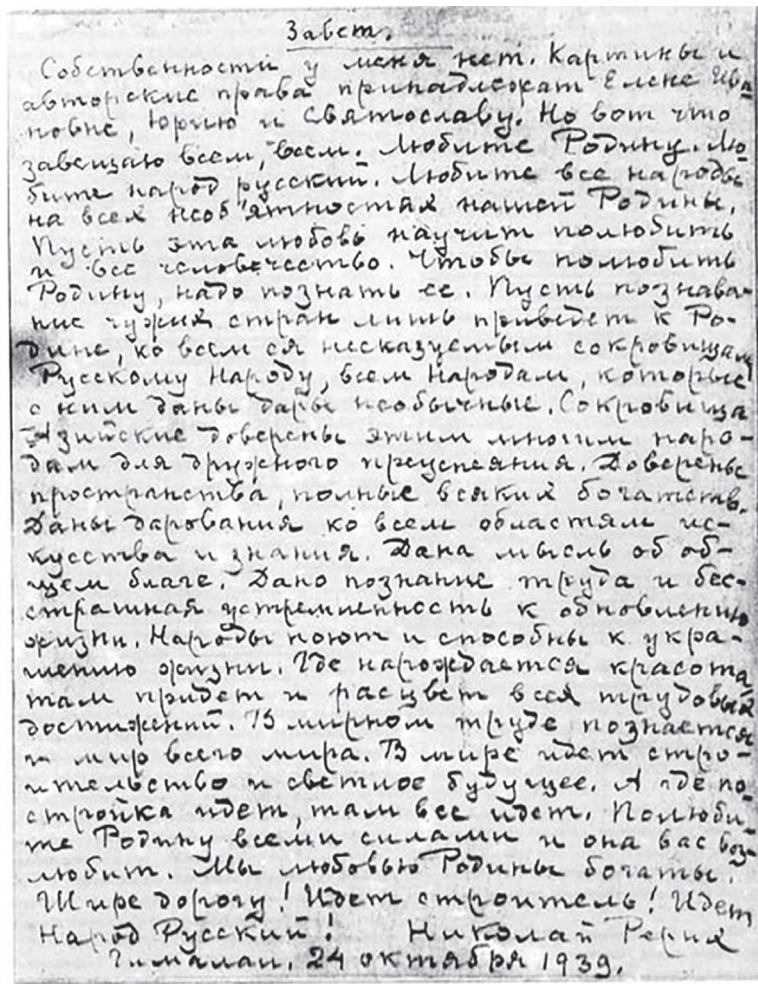 Завет.
Собственности у меня нет. Картины и
авторские права принадлежат Елене Ива
новне, Юрию и Святославу. Но вот что
завещаю всем, всем. Любите Родину. Лю
бите народ русский. Любите все народы
на всех необ'ятностях нашей Родины.
Пусть эта любовь научит полюбить
и все человечество. Чтобы полюбить
Родину, надо познать ее. Пусть познава-
ние чужих стран лишь приведет к Ро-
дине, ко всем ея несказуемым сокровищам
Русскому народу, всем народам, которые
с ним даны дары необычные. Сокровища
Азийские доверены этим многим наро-
дам для дружного преуспеяния. Доверены
пространства, полные всяких богатств.
Даны дарования ко всем областям ис-
кусства и знания. Дана мысль об об-
щем благе. Дано познание труда и бес-
страшная устремленность к обновлению
жизни. Народы поют и способны к укра-
шению жизни. Где нарождается красота
там придет и расцвет всех трудовых
достижений. В мирном труде познается
и мир всего мира. В мире идет стро-
ительство и светлое будущее. А где по
стройка идет, там все идет. Полюби-
те Родину всеми силами и она вас воз-
любит. Мы любовью Родины богаты.
Шире дорогу! Идет строитель! Идет
Народ Русский! Николай Рерих
Гималаи. 24 октября 1939.